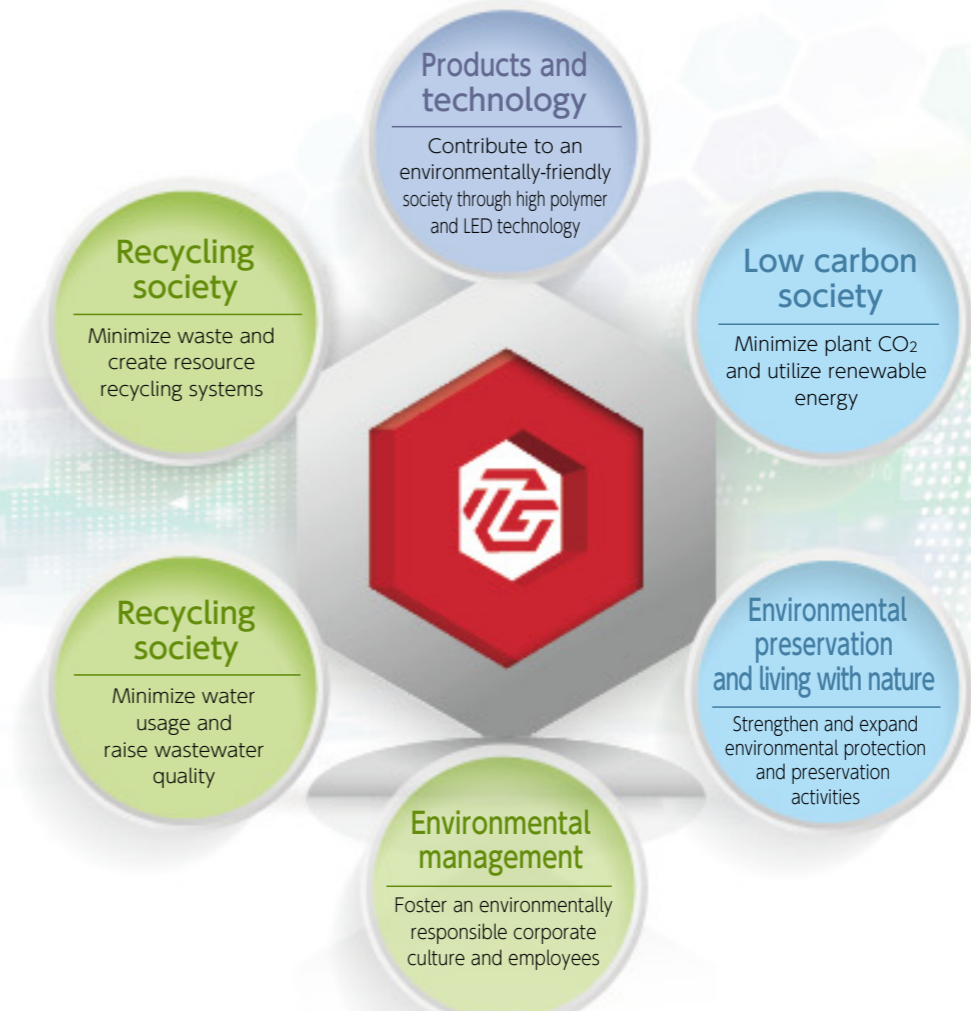 Products and
technology
Contribute to an
environmentally-friendly
society through high polymer
and LED technology
Recycling
society
Minimize waste and
create resource
recycling systems
Low carbon
society
Minimize plant CO₂
and utilize renewable
energy
TG
Recycling
society
Minimize water
usage and
raise wastewater
quality
Environmental
preservation
and living with nature
Strengthen and expand
environmental protection
and preservation
activities
Environmental
management
Foster an environmentally
responsible corporate
culture and employees